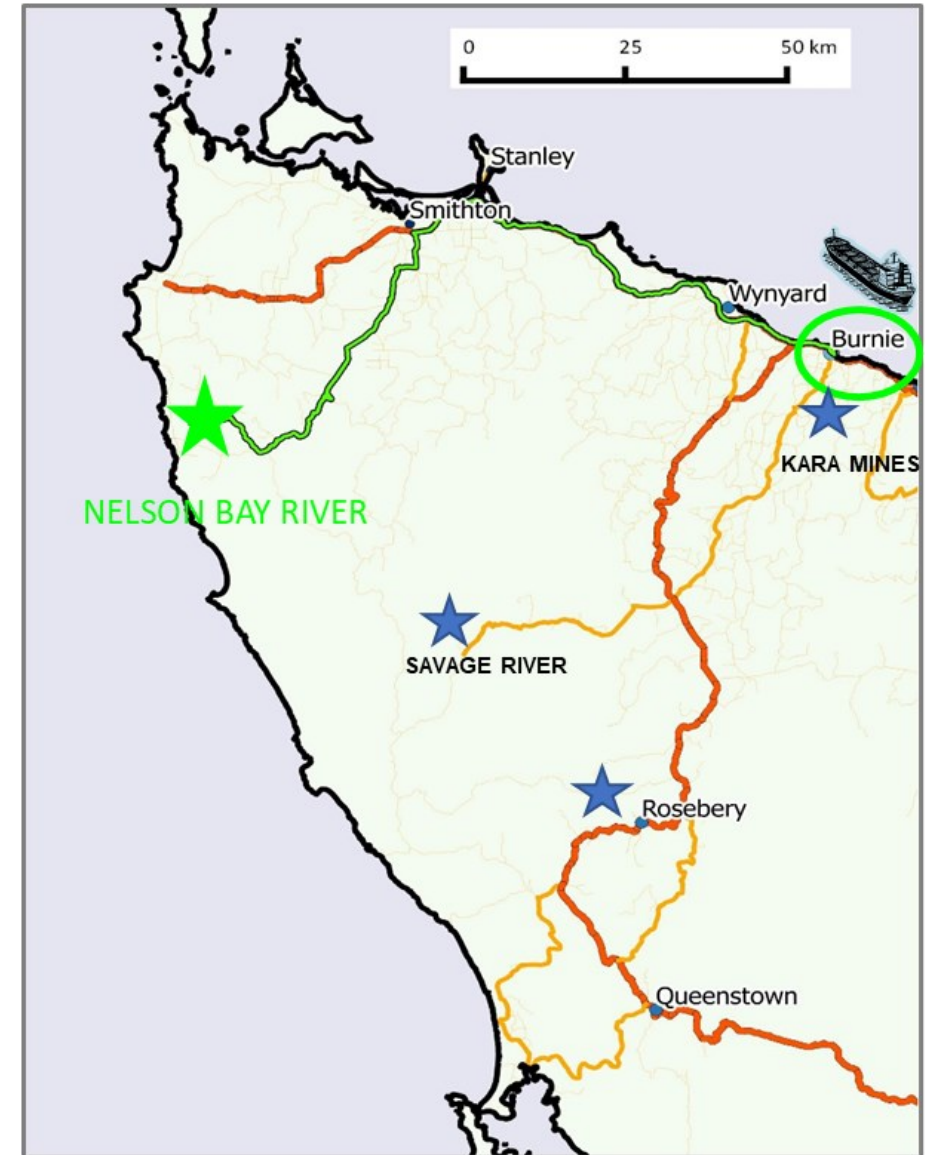 0 25 50 km
Stanley
Smithton
Wynyard
Burnie
KARA MINES
NELSON BAY RIVER
SAVAGE RIVER
Rosebery
Queenstown